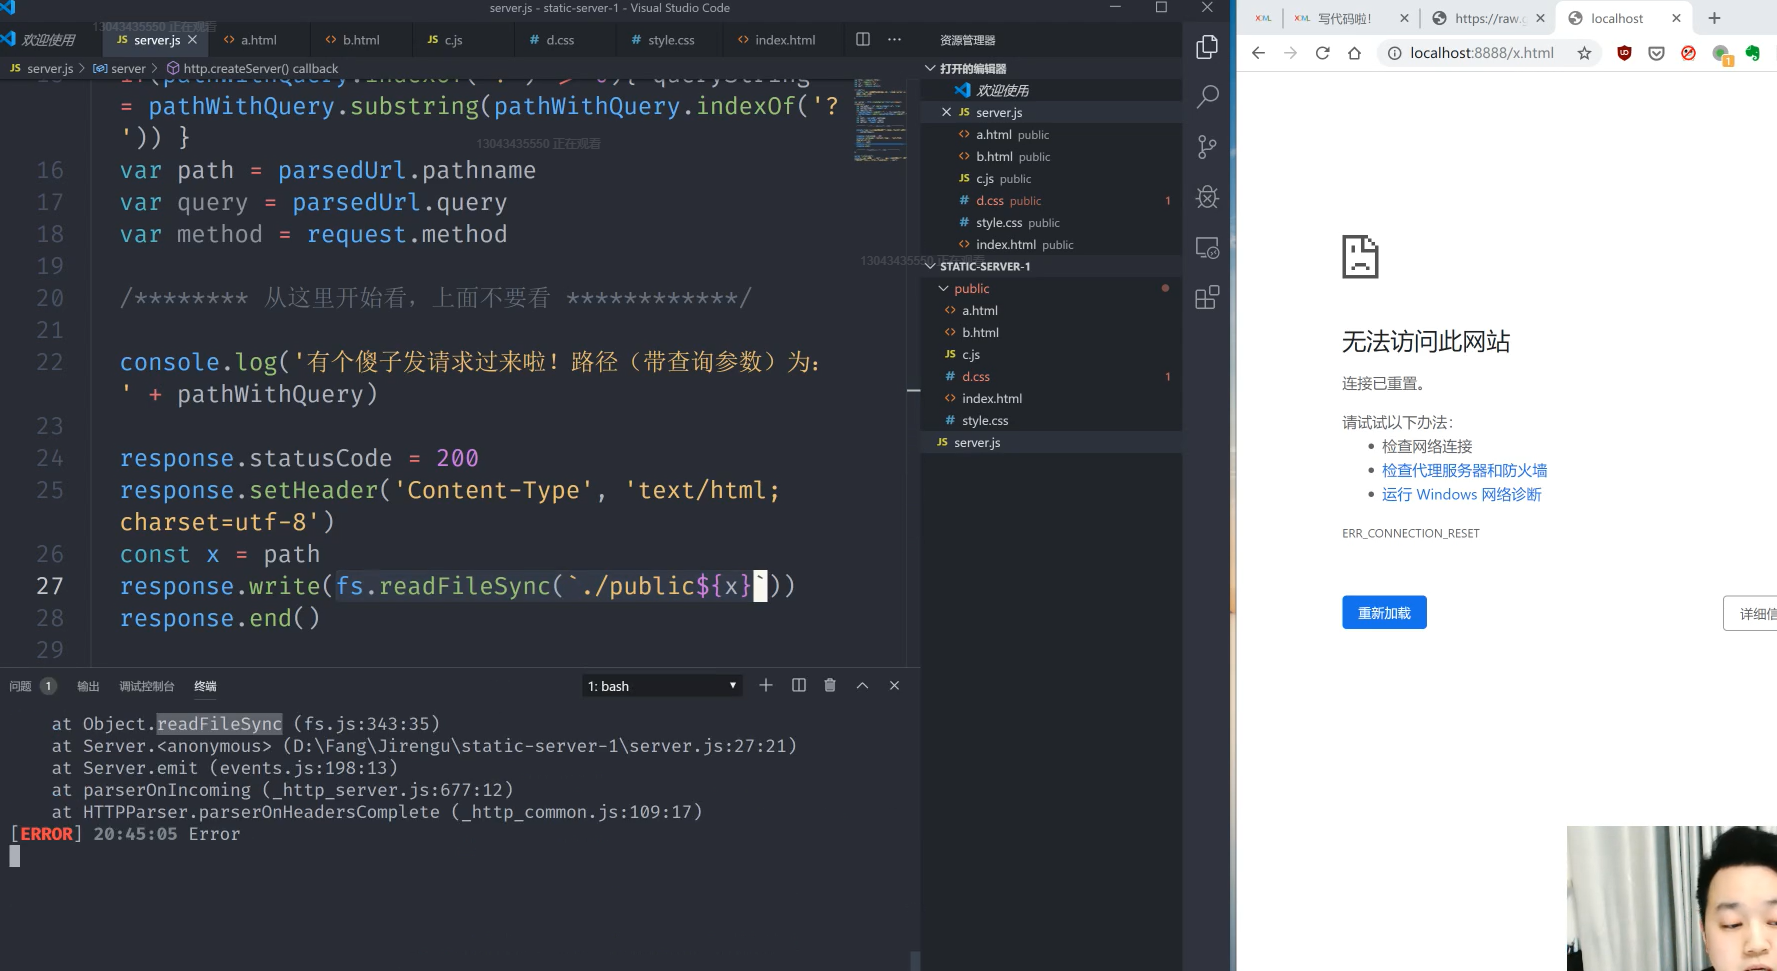 server.js - static-server-1 - Visual Studio Code
13043435550 正在观看
欢迎使用
JS server.js
<> a.html
<> b.html
JS c.js
# d.css
# style.css
<> index.html
JS server.js > server > http.createServer() callback
= pathWithQuery.substring(pathWithQuery.indexOf('?
')) }
13043435550 正在观看
16 var path = parsedUrl.pathname
17 var query = parsedUrl.query
18 var method = request.method
19
20 /******** 从这里开始看，上面不要看 ************/
21
22 console.log('有个傻子发请求过来啦！路径（带查询参数）为：
' + pathWithQuery)
23
24 response.statusCode = 200
25 response.setHeader('Content-Type', 'text/html;
charset=utf-8')
26 const x = path
27 response.write(fs.readFileSync(`./public${x}`))
28 response.end()
29
问题 1 输出 调试控制台 终端
1: bash
at Object.readFileSync (fs.js:343:35)
at Server.<anonymous> (D:\Fang\Jirengu\static-server-1\server.js:27:21)
at Server.emit (events.js:198:13)
at parserOnIncoming (_http_server.js:677:12)
at HTTPParser.parserOnHeadersComplete (_http_common.js:109:17)
[ERROR] 20:45:05 Error
资源管理器
打开的编辑器
欢迎使用
JS server.js
<> a.html public
<> b.html public
JS c.js public
# d.css public 1
# style.css public
<> index.html public
13043435550 正在观看
STATIC-SERVER-1
public
<> a.html
<> b.html
JS c.js
# d.css 1
<> index.html
# style.css
JS server.js
XML
XML 写代码啦!
https://raw.
localhost
localhost:8888/x.html
1
无法访问此网站
连接已重置。
请试试以下办法：
检查网络连接
检查代理服务器和防火墙
运行 Windows 网络诊断
ERR_CONNECTION_RESET
重新加载
详细信